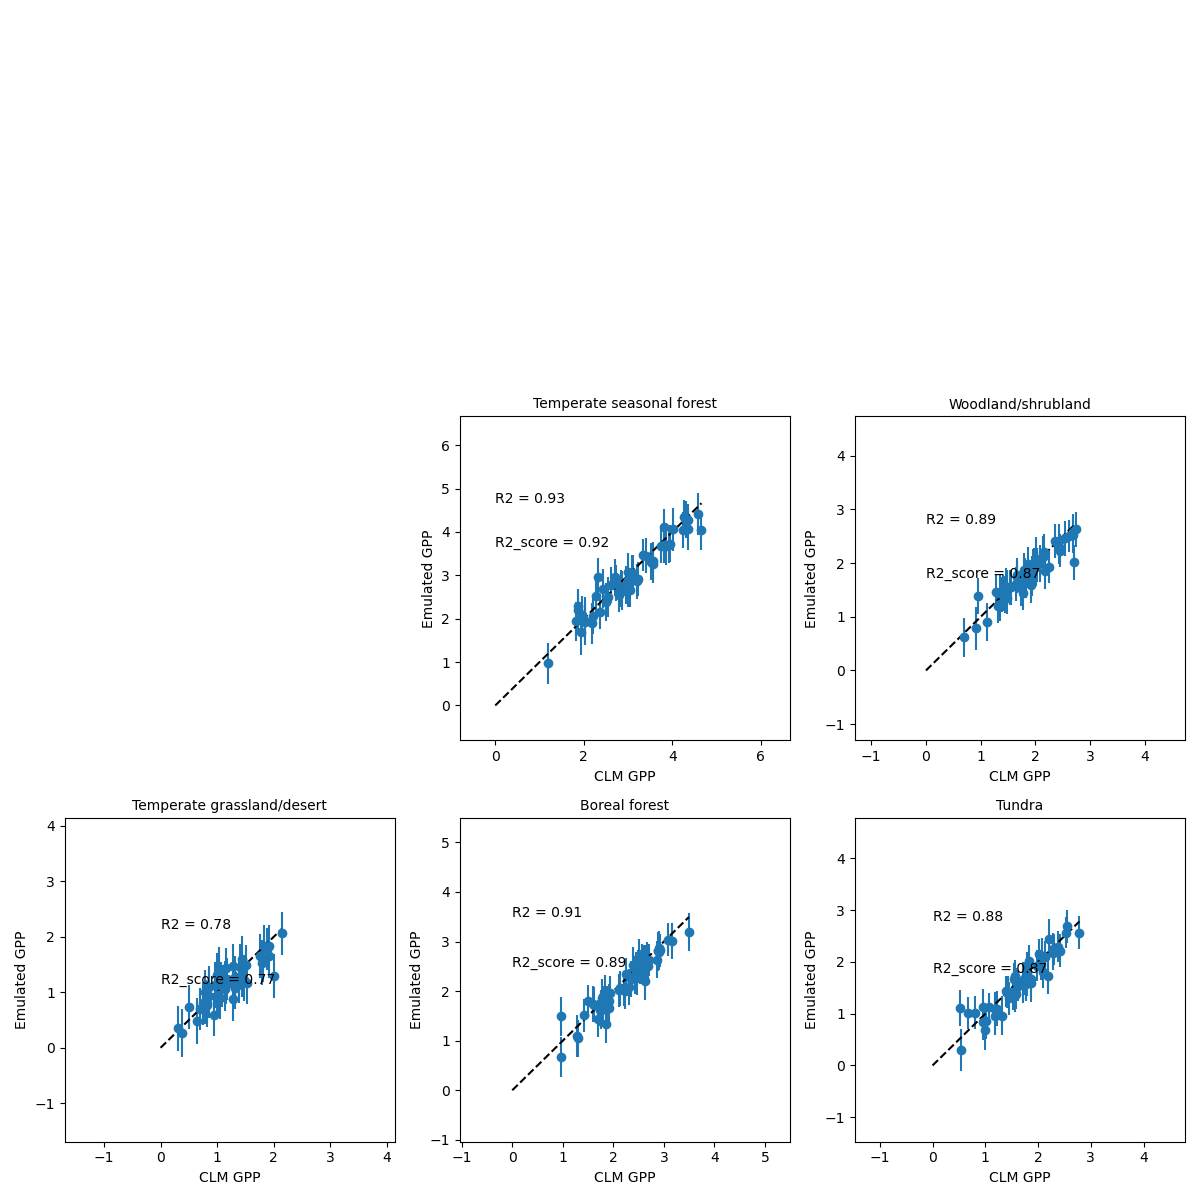 Temperate seasonal forest
6
5
4
3
2
1
0
Emulated GPP
R2 = 0.93
R2_score = 0.92
0 2 4 6
CLM GPP
Woodland/shrubland
4
3
2
1
0
−1
Emulated GPP
R2 = 0.89
R2_score = 0.87
−1 0 1 2 3 4
CLM GPP
Temperate grassland/desert
4
3
2
1
0
−1
Emulated GPP
R2 = 0.78
R2_score = 0.77
−1 0 1 2 3 4
CLM GPP
Boreal forest
5
4
3
2
1
0
−1
Emulated GPP
R2 = 0.91
R2_score = 0.89
−1 0 1 2 3 4 5
CLM GPP
Tundra
4
3
2
1
0
−1
Emulated GPP
R2 = 0.88
R2_score = 0.87
−1 0 1 2 3 4
CLM GPP